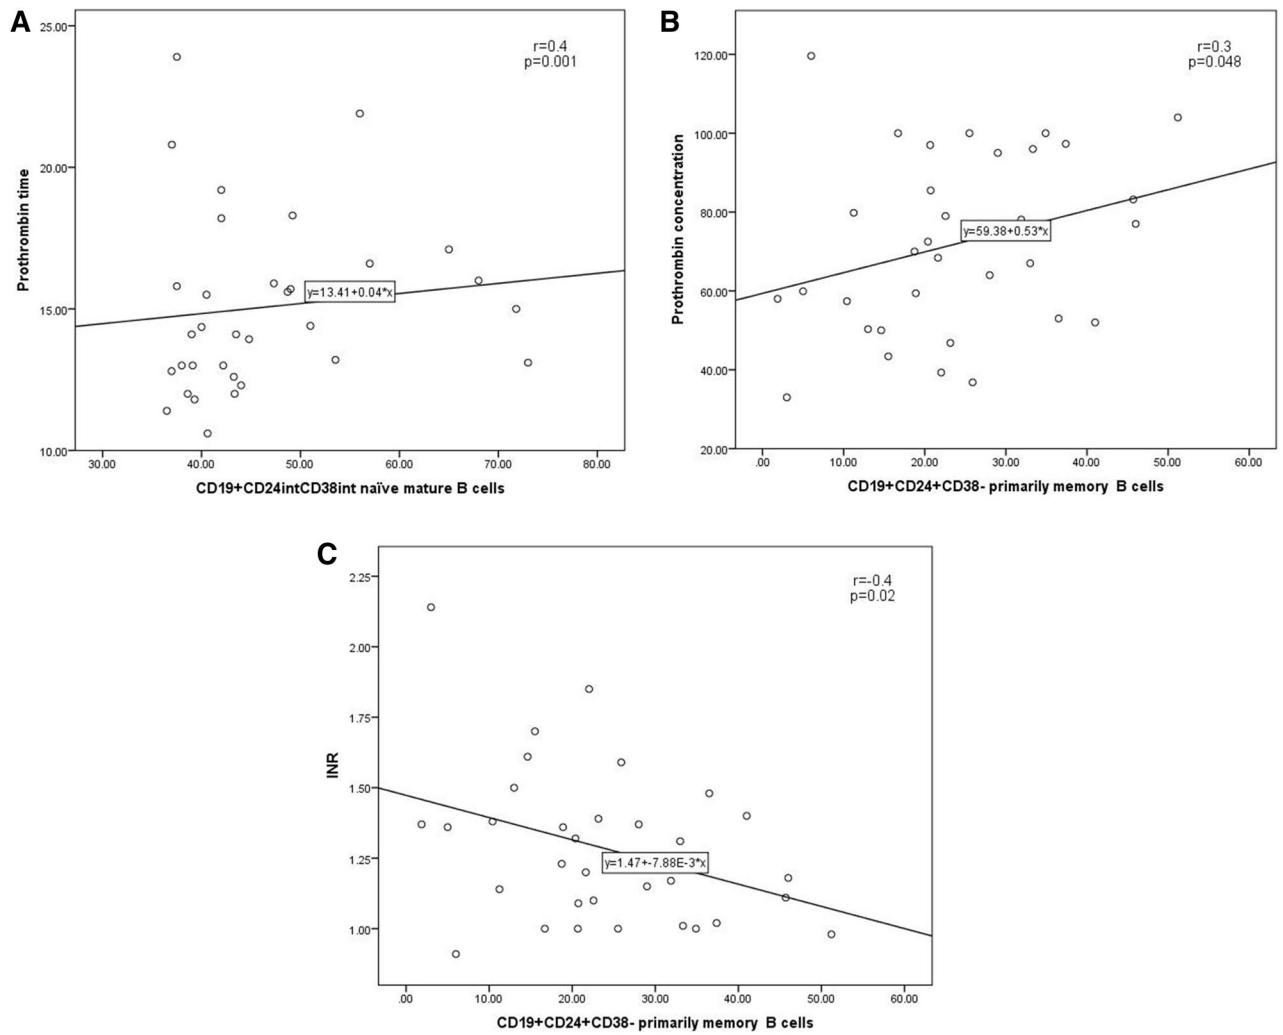 A
25.00
20.00
15.00
10.00
Prothrombin time
r=0.4
p=0.001
y=13.41+0.04*x
30.00 40.00 50.00 60.00 70.00 80.00
CD19+CD24intCD38int naïve mature B cells
B
120.00
100.00
80.00
60.00
40.00
20.00
Prothrombin concentration
r=0.3
p=0.048
y=59.38+0.53*x
.00 10.00 20.00 30.00 40.00 50.00 60.00
CD19+CD24+CD38- primarily memory B cells
C
2.25
2.00
1.75
1.50
1.25
1.00
INR
r=-0.4
p=0.02
y=1.47+-7.88E-3*x
.00 10.00 20.00 30.00 40.00 50.00 60.00
CD19+CD24+CD38- primarily memory B cells